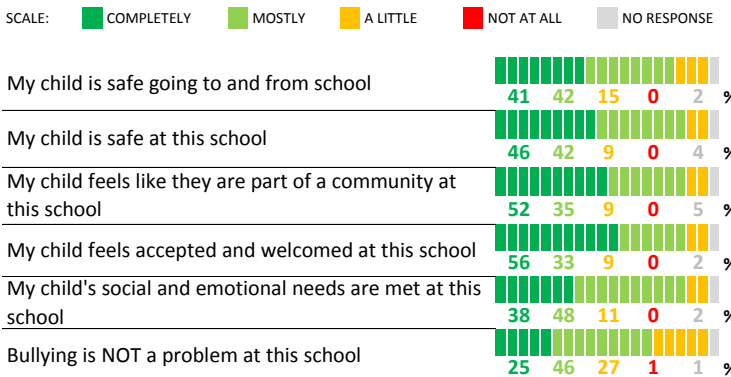 SCALE: COMPLETELY MOSTLY A LITTLE NOT AT ALL NO RESPONSE
My child is safe going to and from school
41 42 15 0 2 %
My child is safe at this school
46 42 9 0 4 %
My child feels like they are part of a community at
this school
52 35 9 0 5 %
My child feels accepted and welcomed at this school
56 33 9 0 2 %
My child's social and emotional needs are met at this
school
38 48 11 0 2 %
Bullying is NOT a problem at this school
25 46 27 1 1 %